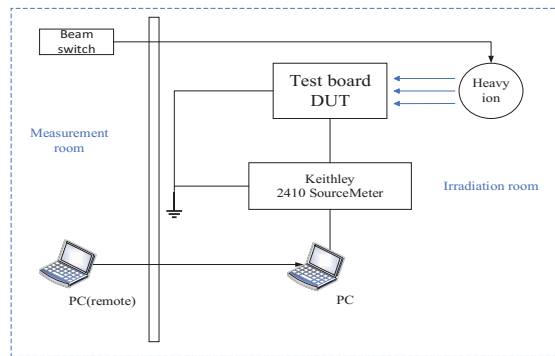 Beam
switch
Test board
DUT
Heavy
ion
Measurement
room
Keithley
2410 SourceMeter
Irradiation room
PC(remote)
PC